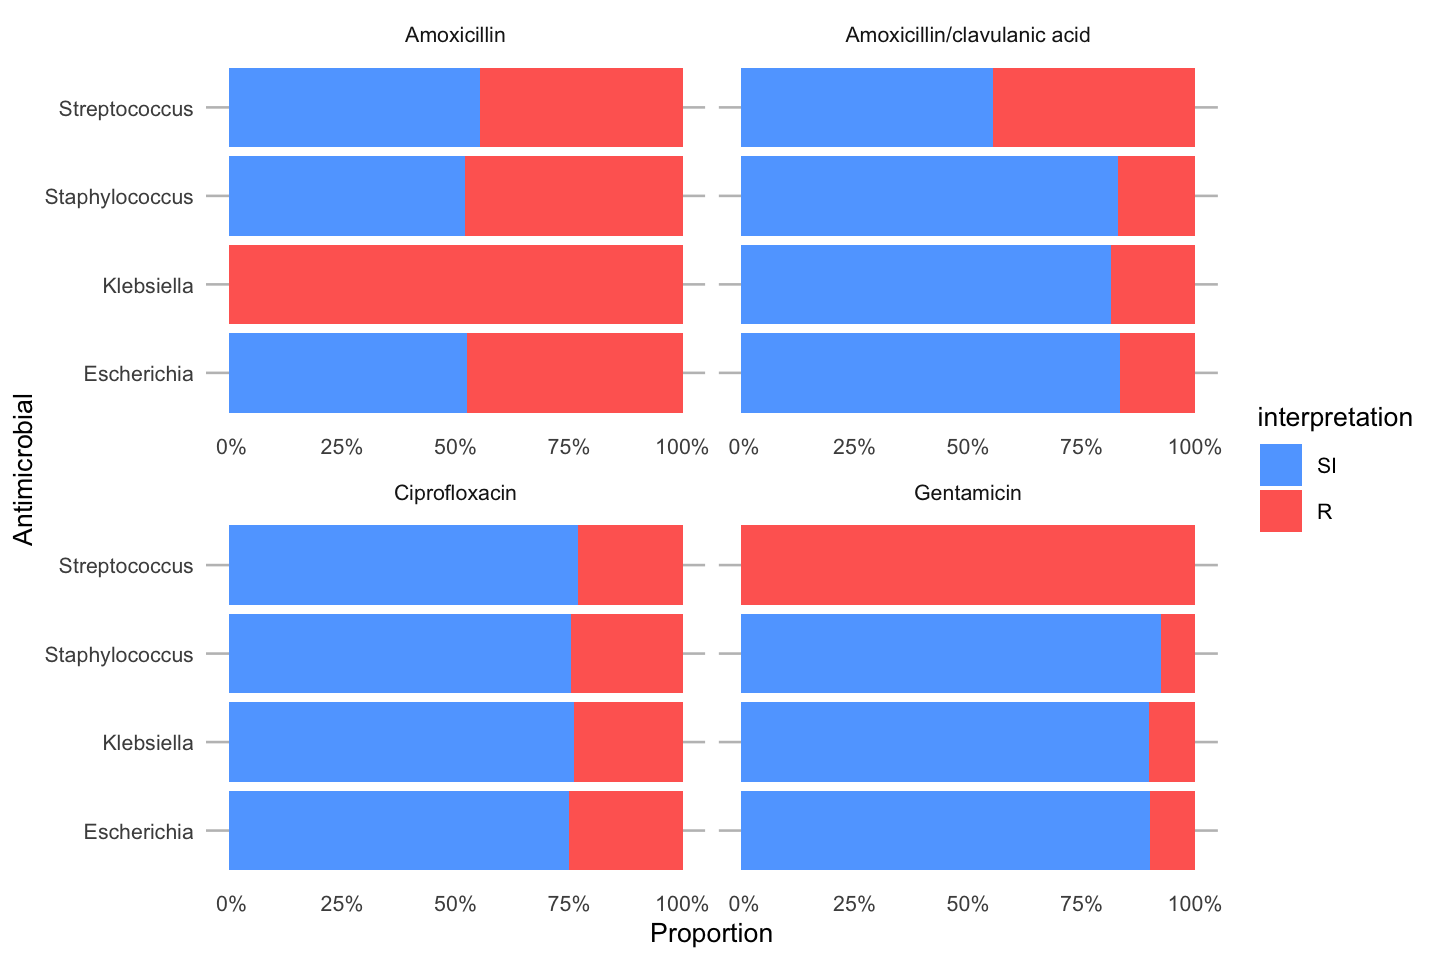 Amoxicillin
Amoxicillin/clavulanic acid
Streptococcus
Staphylococcus
Klebsiella
Escherichia
0% 25% 50% 75% 100% 0% 25% 50% 75% 100%
Ciprofloxacin
Gentamicin
Streptococcus
Staphylococcus
Klebsiella
Escherichia
0% 25% 50% 75% 100% 0% 25% 50% 75% 100%
Proportion
Antimicrobial
interpretation
SI
R